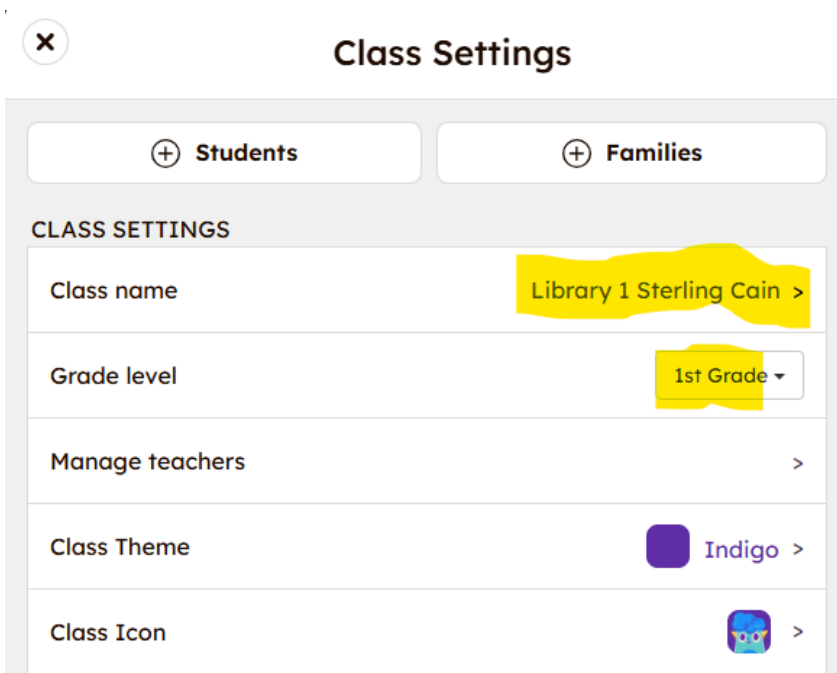 Class Settings
Students
Families
CLASS SETTINGS
Class name
Library 1 Sterling Cain >
Grade level
1st Grade
Manage teachers
>
Class Theme
Indigo >
Class Icon
>